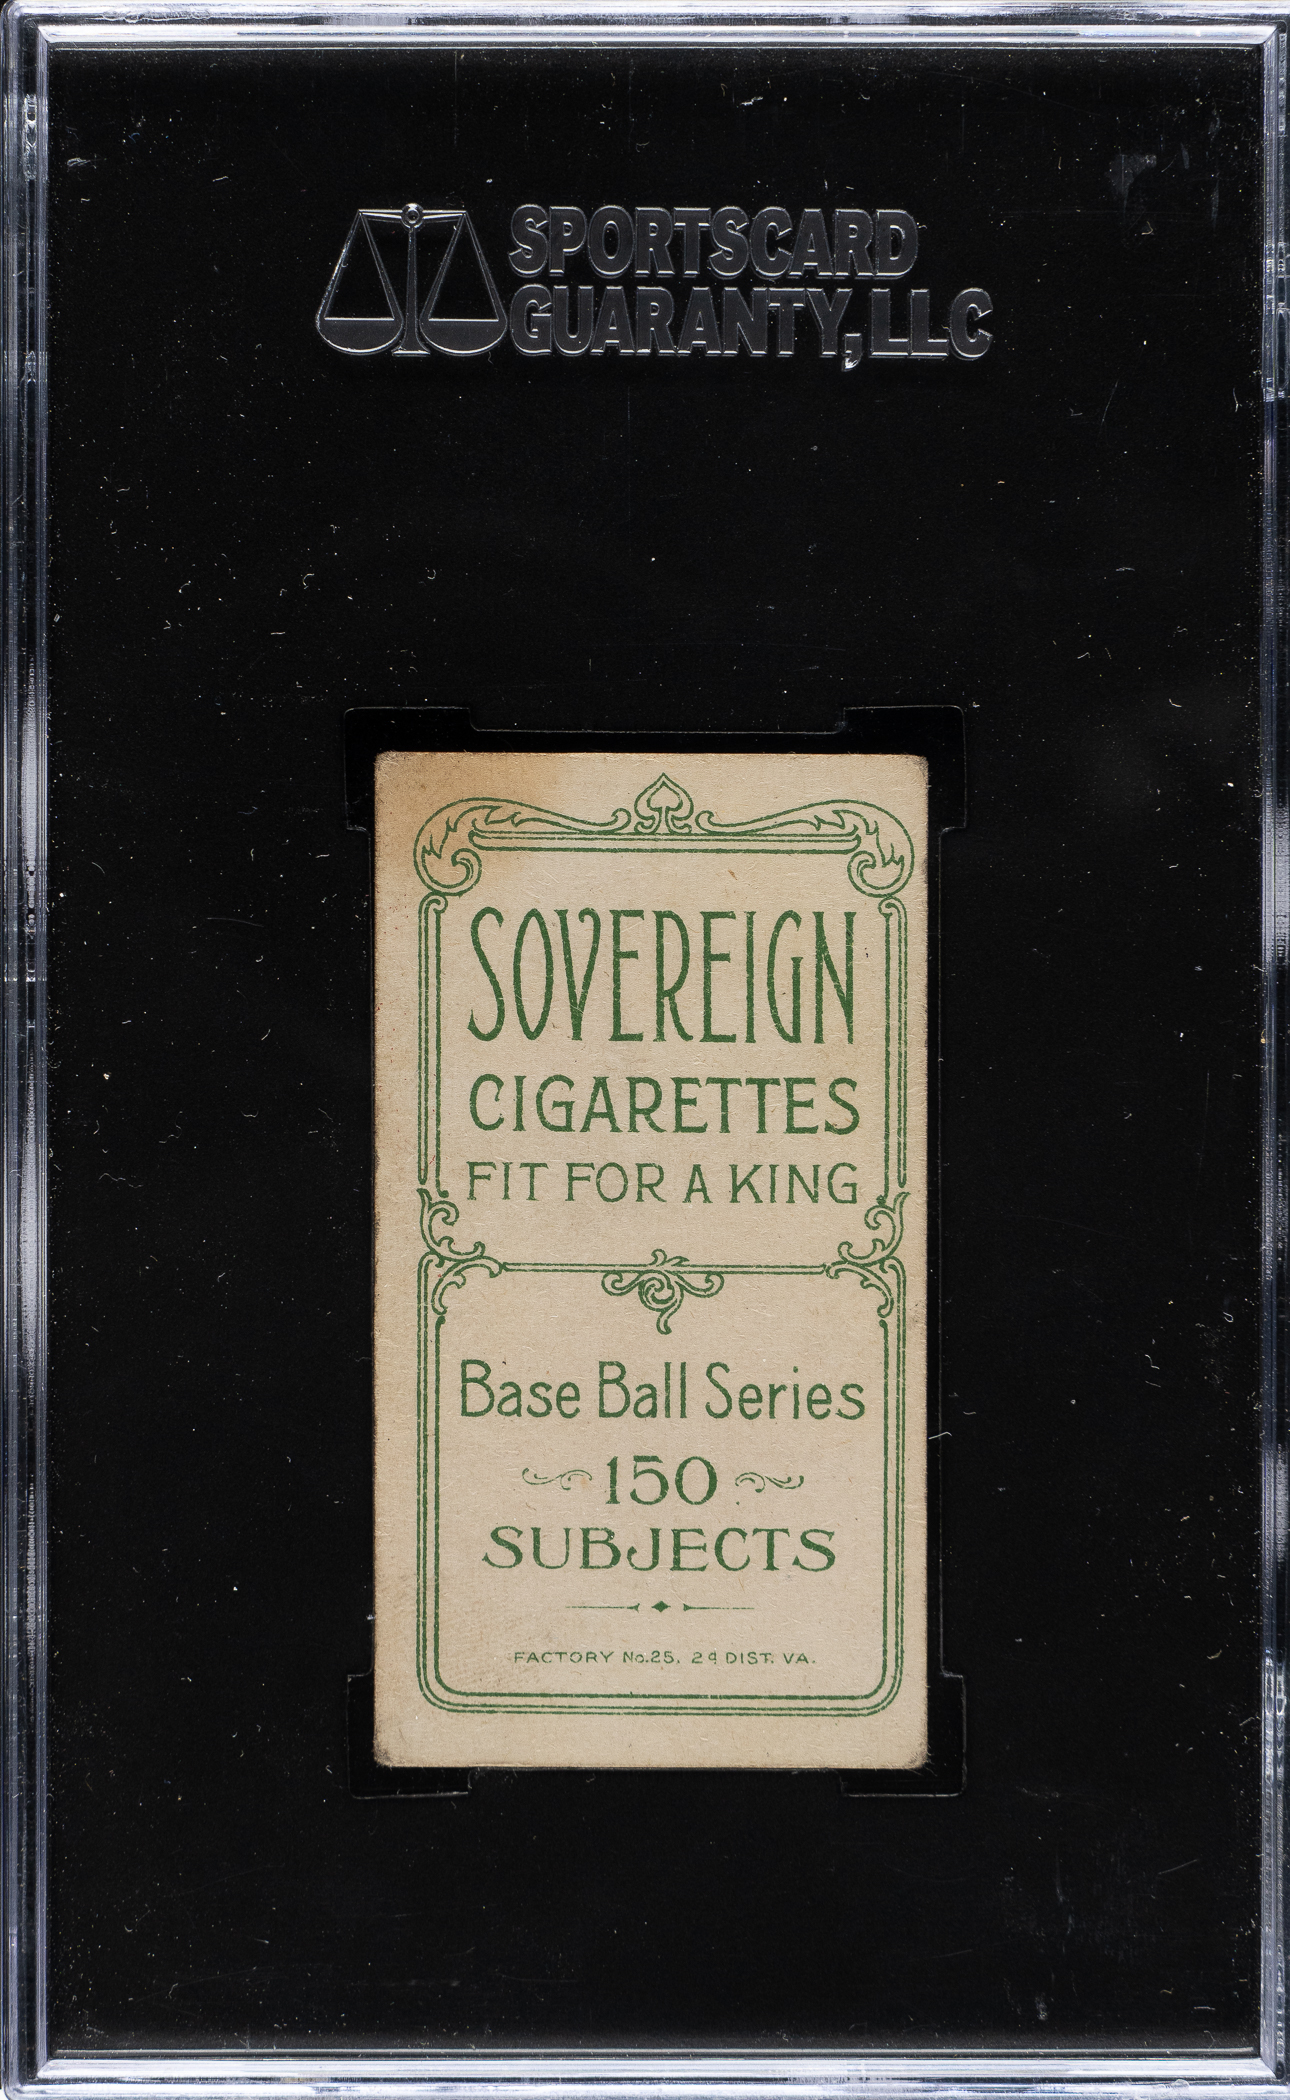 SPORTSCARD
GUARANTY, LLC
SOVEREIGN
CIGARETTES
FIT FOR A KING
Base Ball Series
150
SUBJECTS
FACTORY No. 25, 2d DIST. VA.